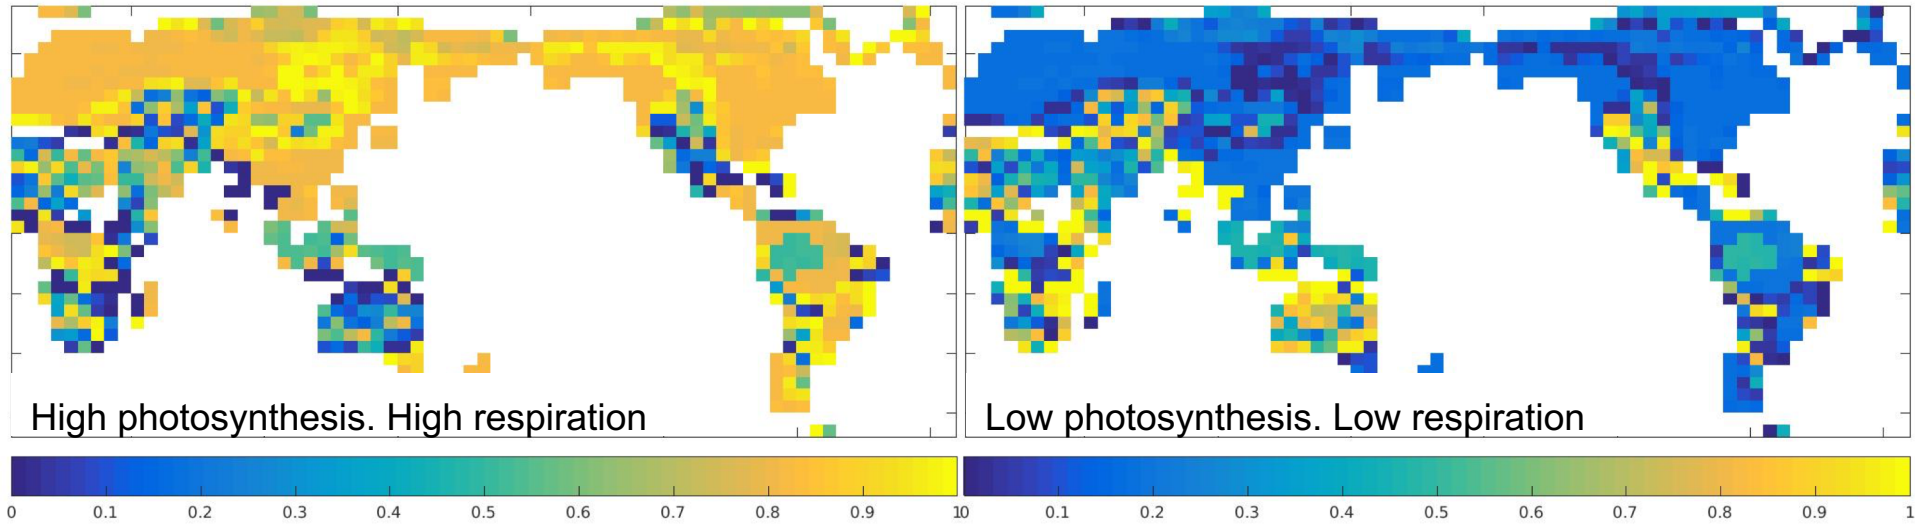 High photosynthesis. High respiration
Low photosynthesis. Low respiration
0 0.1 0.2 0.3 0.4 0.5 0.6 0.7 0.8 0.9 1
0 0.1 0.2 0.3 0.4 0.5 0.6 0.7 0.8 0.9 1